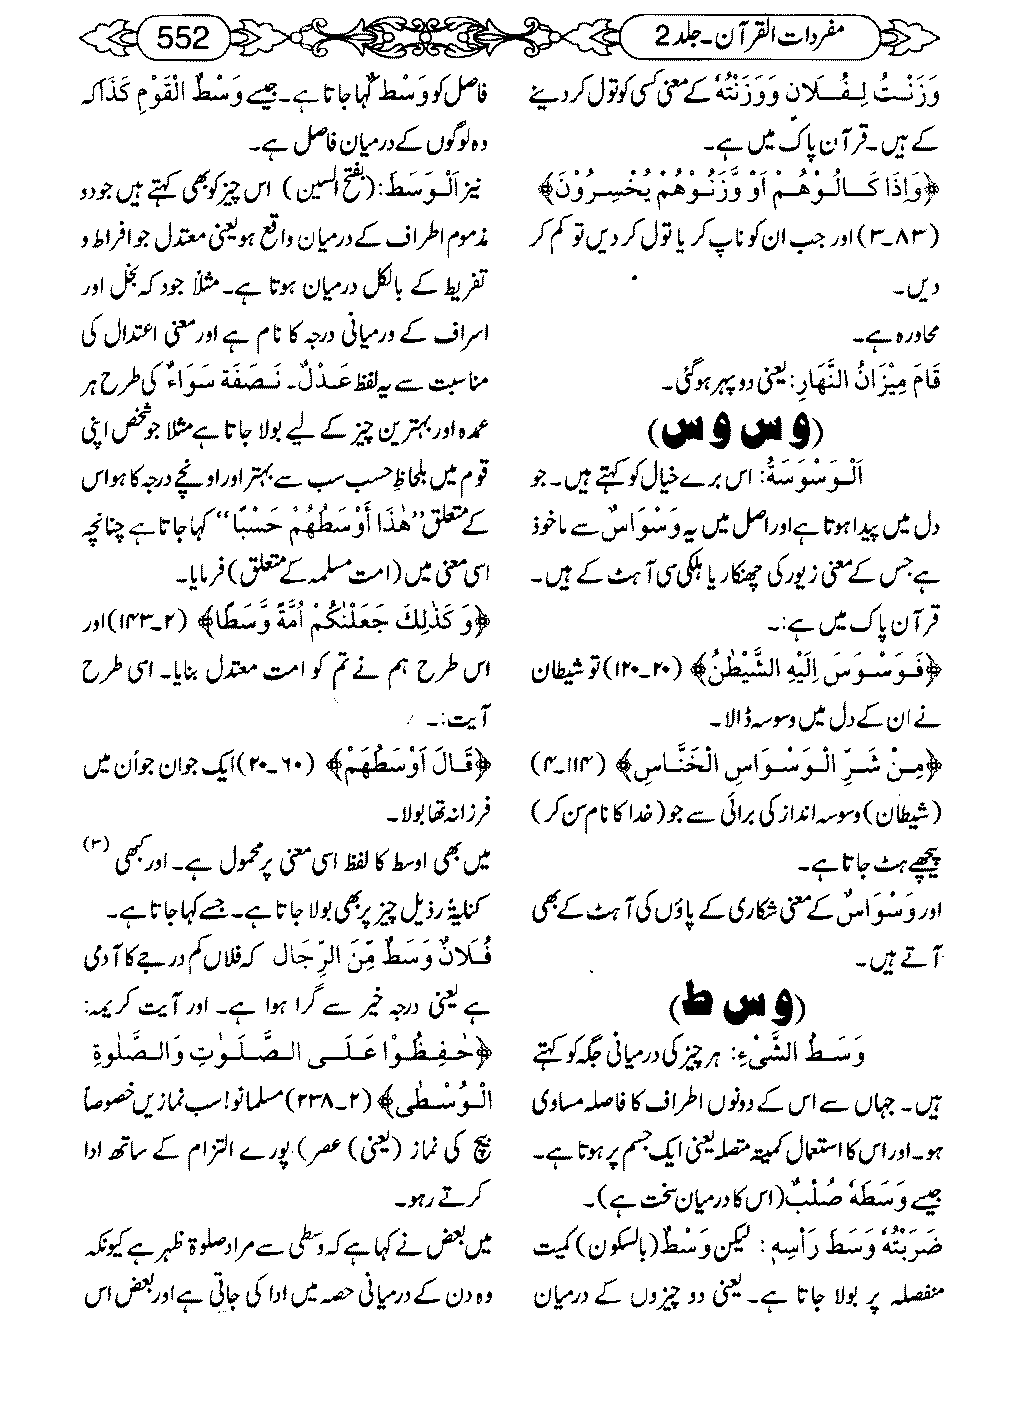 مفردات القرآن۔ جلد 2
552
وَزَنْتُ لِفُلَانٍ وَوَزَنْتُهُ کے معنی کسی کو تول کر دینے
کے ہیں۔ قرآن پاک میں ہے۔
﴿وَاِذَا كَالُوْهُمْ اَوْ وَّزَنُوْهُمْ يُخْسِرُوْنَ﴾
(۸۳۔۳) اور جب ان کو ناپ کر یا تول کر دیں تو کم کر
دیں۔
محاورہ ہے۔
قَامَ مِيْزَانُ النَّهَارِ: یعنی دوپہر ہوگئی۔
(و س و س)
اَلْوَسْوَسَةُ: اس برے خیال کو کہتے ہیں۔ جو
دل میں پیدا ہوتا ہے اور اصل میں یہ وَسْوَاسٌ سے ماخوذ
ہے جس کے معنی زیور کی چھنکار یا ہلکی سی آہٹ کے ہیں۔
قرآن پاک میں ہے:۔
﴿فَوَسْوَسَ اِلَيْهِ الشَّيْطٰنُ﴾ (۲۰۔۱۲۰) تو شیطان
نے ان کے دل میں وسوسہ ڈالا۔
﴿مِنْ شَرِّ الْوَسْوَاسِ الْخَنَّاسِ﴾ (۱۱۴۔۴)
(شیطان) وسوسہ انداز کی برائی سے جو (خدا کا نام سن کر)
پیچھے ہٹ جاتا ہے۔
اور وَسْوَاسٌ کے معنی شکاری کے پاؤں کی آہٹ کے بھی
آتے ہیں۔
(و س ط)
وَسَطُ الشَّيْءِ: ہر چیز کی درمیانی جگہ کو کہتے
ہیں۔ جہاں سے اس کے دونوں اطراف کا فاصلہ مساوی
ہو۔ اور اس کا استعمال کمیتہ متصلہ یعنی ایک جسم پر ہوتا ہے۔
جیسے وَسَطَهٗ صُلْبٌ (اس کا درمیان سخت ہے)۔
ضَرَبْتُهٗ وَسَطَ رَأْسِهٖ: لیکن وَسْطٌ (بالسکون) کمیت
منفصلہ پر بولا جاتا ہے۔ یعنی دو چیزوں کے درمیان
فاصل کو وَسْط کہا جاتا ہے۔ جیسے وَسْطُ الْقَوْمِ كَذَا کہ
وہ لوگوں کے درمیان فاصل ہے۔
نیز اَلْوَسَطَ: (بفتح السین) اس چیز کو بھی کہتے ہیں جو دو
مذموم اطراف کے درمیان واقع ہو یعنی معتدل جو افراط و
تفریط کے بالکل درمیان ہوتا ہے۔ مثلاً جود کہ بخل اور
اسراف کے درمیانی درجہ کا نام ہے اور معنی اعتدال کی
مناسبت سے یہ لفظ عَدْلٌ۔ نَصَفَة سَوَاءٌ کی طرح ہر
عمدہ اور بہترین چیز کے لیے بولا جاتا ہے مثلاً جو شخص اپنی
قوم میں بلحاظِ حسب سب سے بہتر اور اونچے درجہ کا ہو اس
کے متعلق "هٰذَا أَوْسَطُهُمْ حَسْبًا" کہا جاتا ہے چنانچہ
اسی معنی میں (امت مسلمہ کے متعلق) فرمایا۔
﴿وَكَذٰلِكَ جَعَلْنٰكُمْ اُمَّةً وَّسَطًا﴾ (۲۔۱۴۳) اور
اس طرح ہم نے تم کو امت معتدل بنایا۔ اسی طرح
آیت:۔
﴿قَالَ اَوْسَطُهُمْ﴾ (۶۰۔۲۰) ایک جوان جو اُن میں
فرزانہ تھا بولا۔
میں بھی اوسط کا لفظ اسی معنی پر محمول ہے۔ اور کبھی (۳)
کنایۃً رذیل چیز پر بھی بولا جاتا ہے۔ جسے کہا جاتا ہے۔
فُلَانٌ وَسَطٌ مِّنَ الرِّجَالِ کہ فلاں کم درجے کا آدمی
ہے یعنی درجہ خیر سے گرا ہوا ہے۔ اور آیت کریمہ:
﴿حٰفِظُوْا عَلَى الصَّلَوٰتِ وَالصَّلٰوةِ
الْوُسْطٰى﴾ (۲۔۲۳۸) مسلمانو! سب نمازیں خصوصاً
بیچ کی نماز (یعنی) عصر) پورے التزام کے ساتھ ادا
کرتے رہو۔
میں بعض نے کہا ہے کہ وسطی سے مراد صلوۃ ظہر ہے کیونکہ
وہ دن کے درمیانی حصہ میں ادا کی جاتی ہے اور بعض اس